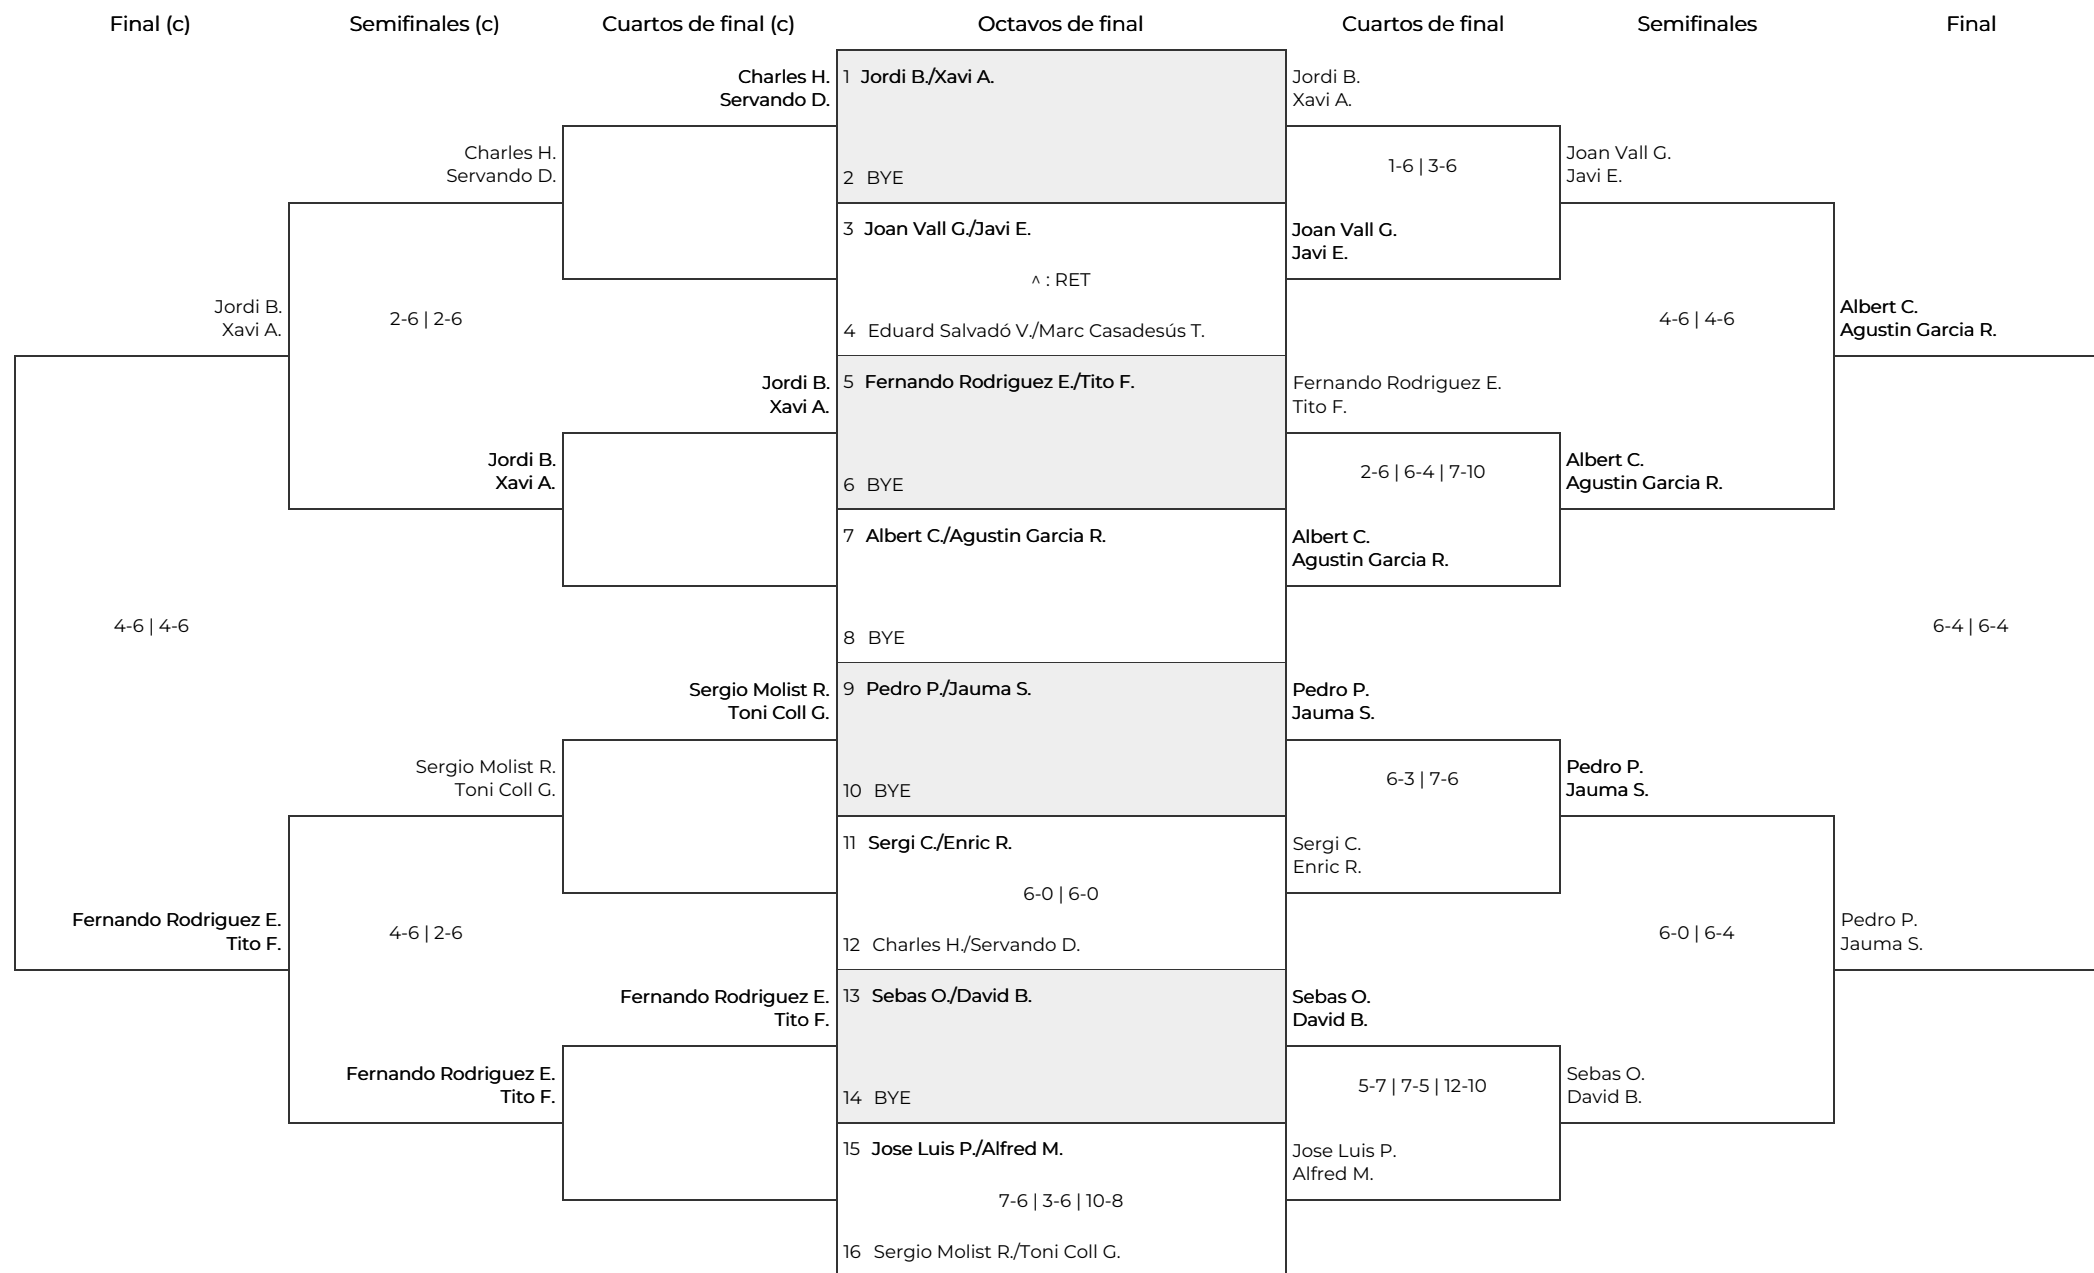 Final (c)
Semifinales (c)
Cuartos de final (c)
Octavos de final
Cuartos de final
Semifinales
Final
Jordi B.
Xavi A.
4-6 | 4-6
Fernando Rodriguez E.
Tito F.
Charles H.
Servando D.
2-6 | 2-6
Jordi B.
Xavi A.
Sergio Molist R.
Toni Coll G.
4-6 | 2-6
Fernando Rodriguez E.
Tito F.
Charles H.
Servando D.
Jordi B.
Xavi A.
Sergio Molist R.
Toni Coll G.
Fernando Rodriguez E.
Tito F.
1 Jordi B./Xavi A.
2 BYE
3 Joan Vall G./Javi E.
^ : RET
4 Eduard Salvadó V./Marc Casadesús T.
5 Fernando Rodriguez E./Tito F.
6 BYE
7 Albert C./Agustin Garcia R.
8 BYE
9 Pedro P./Jauma S.
10 BYE
11 Sergi C./Enric R.
6-0 | 6-0
12 Charles H./Servando D.
13 Sebas O./David B.
14 BYE
15 Jose Luis P./Alfred M.
7-6 | 3-6 | 10-8
16 Sergio Molist R./Toni Coll G.
Jordi B.
Xavi A.
1-6 | 3-6
Joan Vall G.
Javi E.
Fernando Rodriguez E.
Tito F.
2-6 | 6-4 | 7-10
Albert C.
Agustin Garcia R.
Pedro P.
Jauma S.
6-3 | 7-6
Sergi C.
Enric R.
Sebas O.
David B.
5-7 | 7-5 | 12-10
Jose Luis P.
Alfred M.
Joan Vall G.
Javi E.
4-6 | 4-6
Albert C.
Agustin Garcia R.
Pedro P.
Jauma S.
6-0 | 6-4
Sebas O.
David B.
Albert C.
Agustin Garcia R.
6-4 | 6-4
Pedro P.
Jauma S.